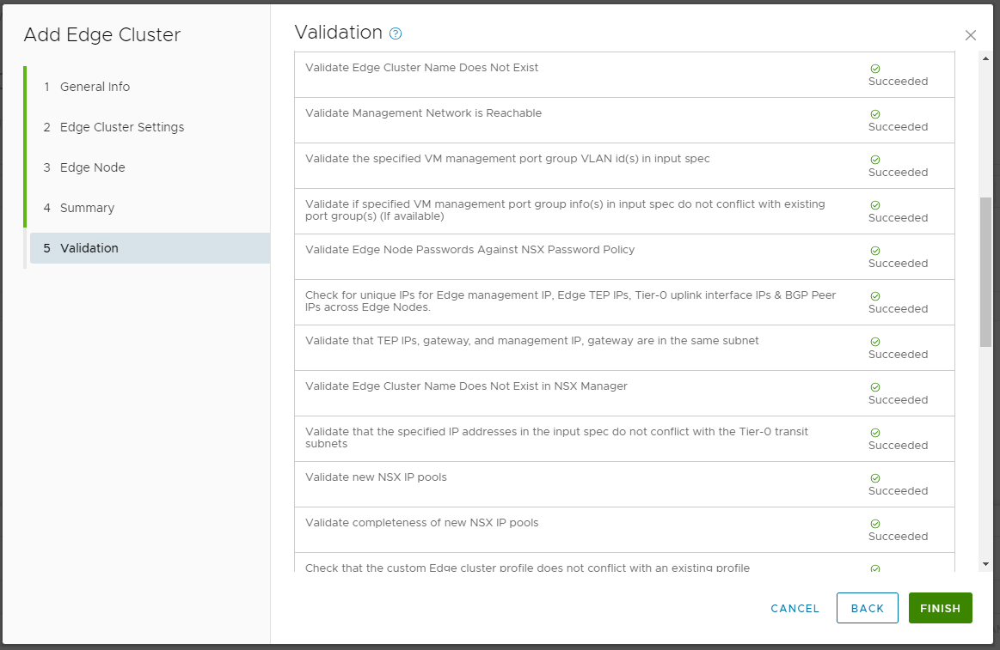 Add Edge Cluster
1 General Info
2 Edge Cluster Settings
3 Edge Node
4 Summary
5 Validation
Validation ?
Validate Edge Cluster Name Does Not Exist
Succeeded
Validate Management Network is Reachable
Succeeded
Validate the specified VM management port group VLAN id(s) in input spec
Succeeded
Validate if specified VM management port group info(s) in input spec do not conflict with existing
port group(s) (If available)
Succeeded
Validate Edge Node Passwords Against NSX Password Policy
Succeeded
Check for unique IPs for Edge management IP, Edge TEP IPs, Tier-0 uplink interface IPs & BGP Peer
IPs across Edge Nodes.
Succeeded
Validate that TEP IPs, gateway, and management IP, gateway are in the same subnet
Succeeded
Validate Edge Cluster Name Does Not Exist in NSX Manager
Succeeded
Validate that the specified IP addresses in the input spec do not conflict with the Tier-0 transit
subnets
Succeeded
Validate new NSX IP pools
Succeeded
Validate completeness of new NSX IP pools
Succeeded
Check that the custom Edge cluster profile does not conflict with an existing profile
CANCEL
BACK
FINISH